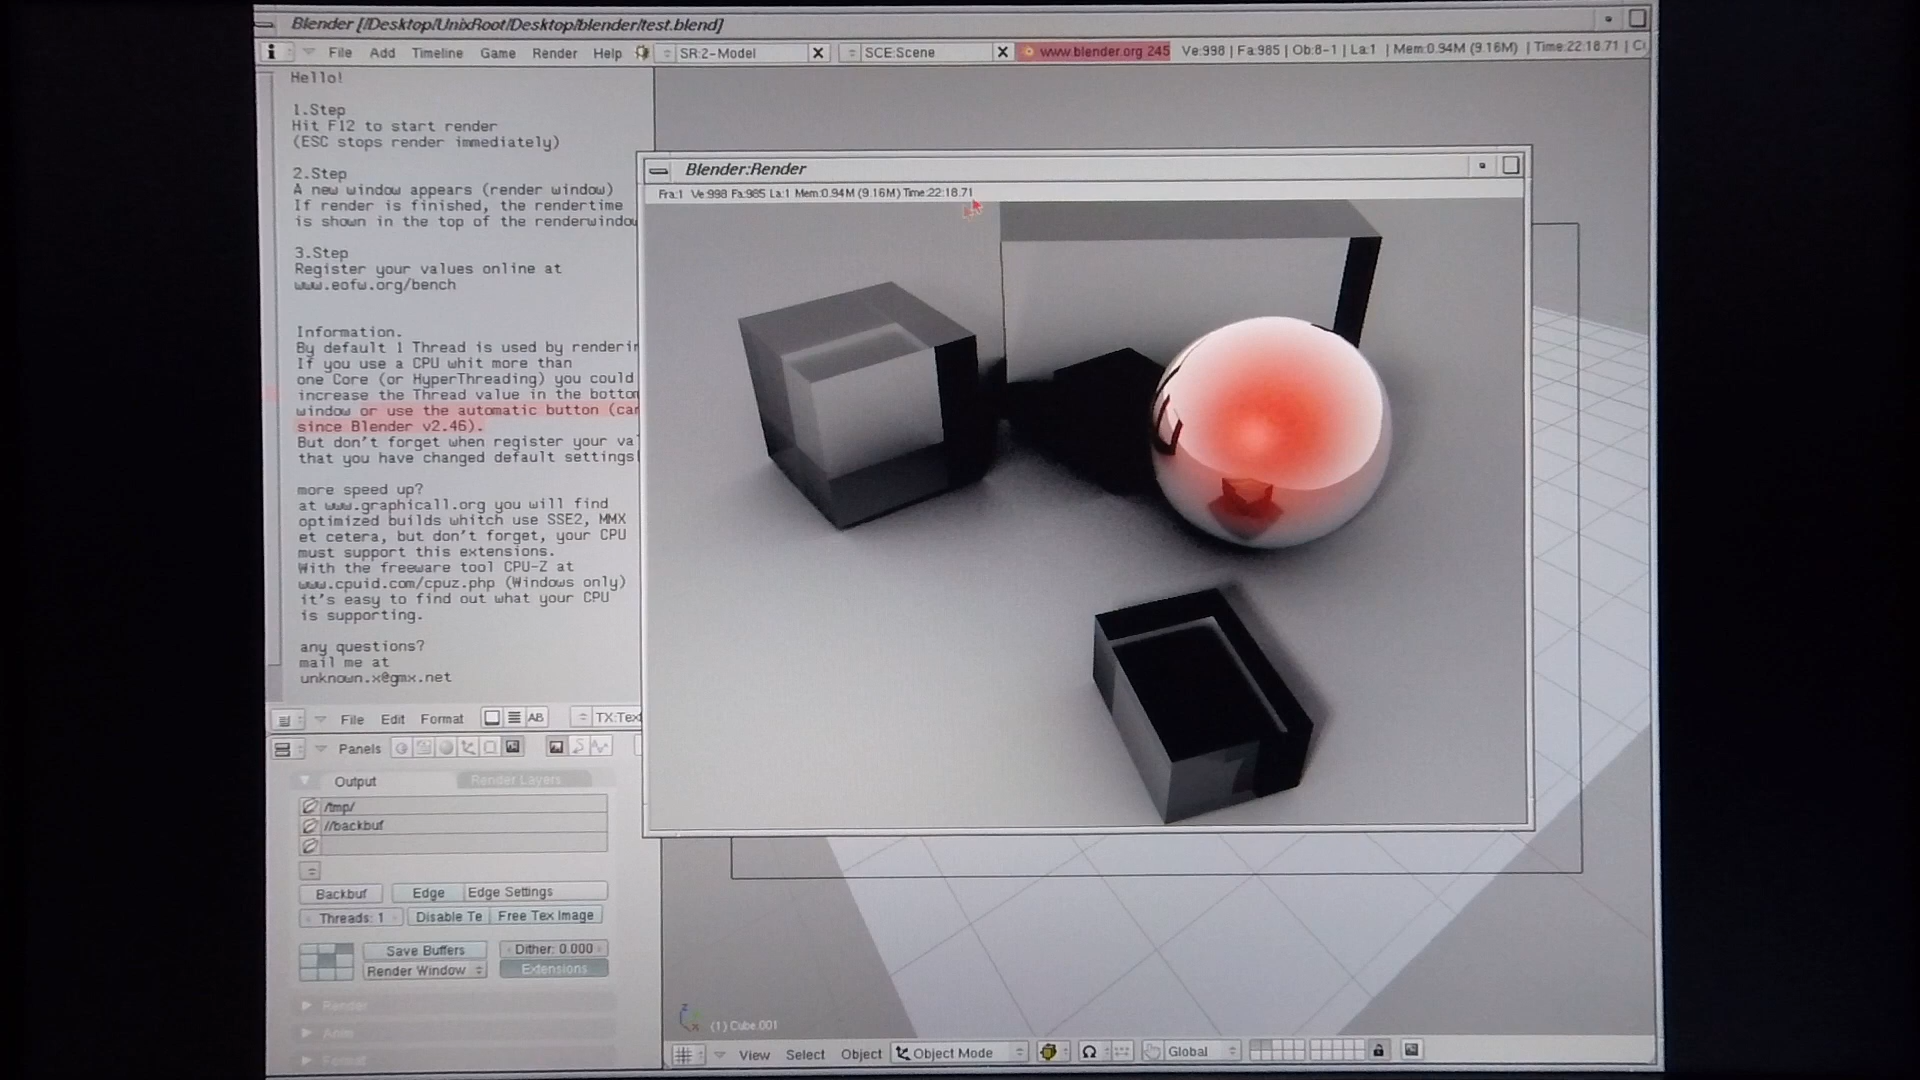 Blender [/Desktop/UnixRoot/Desktop/blender/test.blend]
File Add Timeline Game Render Help SR:2-Model X SCE:Scene X www.blender.org 245 Ve:998 | Fa:985 | Ob:8-1 | La:1 | Mem:0.94M (9.16M) | Time:22:18.71 |
Hello!
1.Step
Hit F12 to start render
(ESC stops render immediately)
2.Step
A new window appears (render window)
If render is finished, the rendertime
is shown in the top of the renderwindow
3.Step
Register your values online at
www.eofw.org/bench
Information.
By default 1 Thread is used by renderin
If you use a CPU whit more than
one Core (or HyperThreading) you could
increase the Thread value in the bottom
window or use the automatic button (can
since Blender v2.46).
But don't forget when register your va
that you have changed default settings
more speed up?
at www.graphicall.org you will find
optimized builds whitch use SSE2, MMX
et cetera, but don't forget, your CPU
must support this extensions.
With the freeware tool CPU-Z at
www.cpuid.com/cpuz.php (Windows only)
it's easy to find out what your CPU
is supporting.
any questions?
mail me at
unknown.x@gmx.net
File Edit Format AB TX:Text
Panels
Output Render Layers
/tmp/
//backbuf
Backbuf Edge Edge Settings
Threads: 1 Disable Te Free Tex Image
Save Buffers Dither: 0.000
Render Window Extensions
Render
Anim
Format
Blender:Render
Fra:1 Ve:998 Fa:985 La:1 Mem:0.94M (9.16M) Time:22:18.71
z
x
(1) Cube.001
View Select Object Object Mode Global